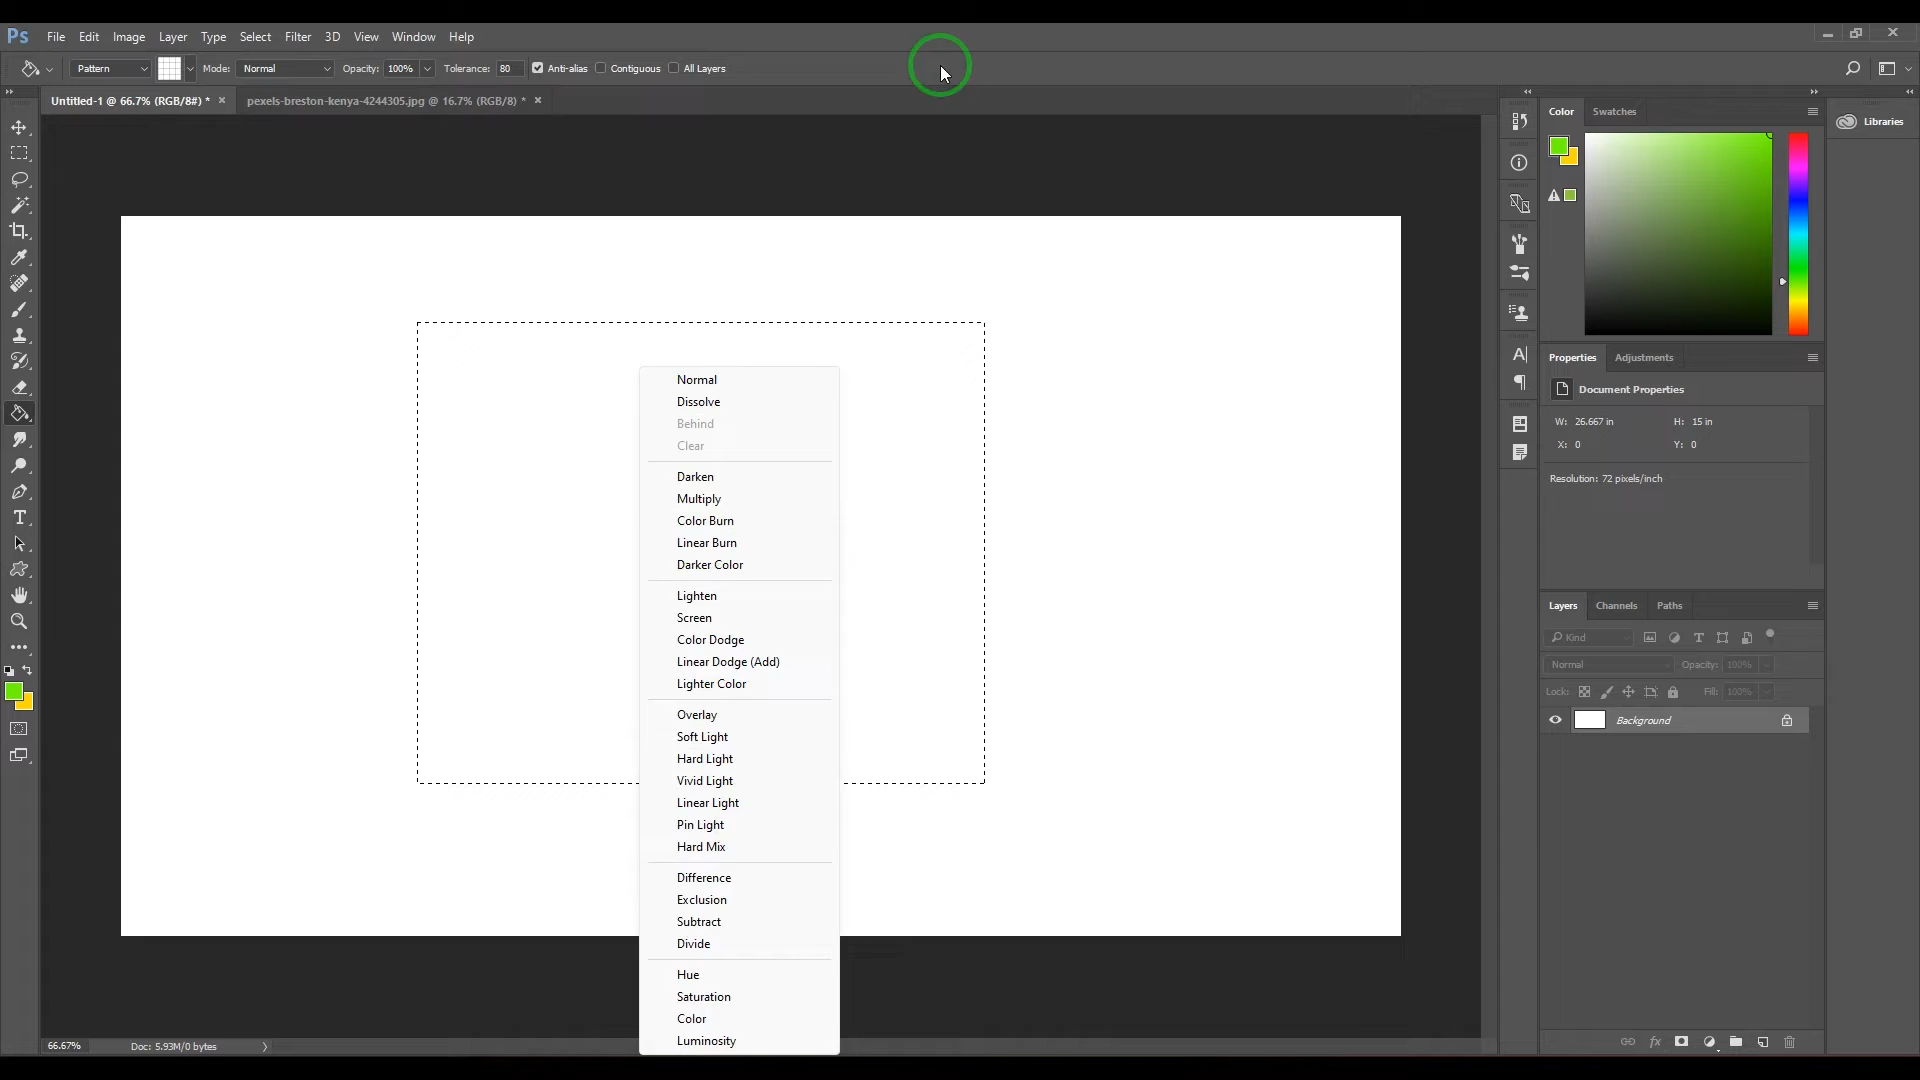 Ps File Edit Image Layer Type Select Filter 3D View Window Help
Pattern Mode: Normal Opacity: 100% Tolerance: 80 Anti-alias Contiguous All Layers
Untitled-1 @ 66.7% (RGB/8#) * × pexels-breston-kenya-4244305.jpg @ 16.7% (RGB/8) * ×
Color Swatches
Libraries
Normal
Dissolve
Behind
Clear
Darken
Multiply
Color Burn
Linear Burn
Darker Color
Lighten
Screen
Color Dodge
Linear Dodge (Add)
Lighter Color
Overlay
Soft Light
Hard Light
Vivid Light
Linear Light
Pin Light
Hard Mix
Difference
Exclusion
Subtract
Divide
Hue
Saturation
Color
Luminosity
Properties Adjustments
Document Properties
W: 26.667 in H: 15 in
X: 0 Y: 0
Resolution: 72 pixels/inch
Layers Channels Paths
Kind
Normal Opacity: 100%
Lock: Fill: 100%
Background
66.67% Doc: 5.93M/0 bytes